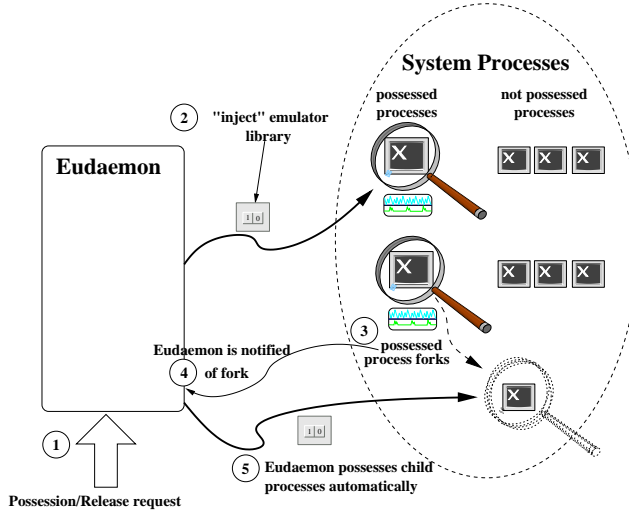 System Processes
possessed
processes
not possessed
processes
2
"inject" emulator
library
Eudaemon
1 0
X
X X X
X
X X X
3
possessed
process forks
Eudaemon is notified
of fork
4
X
1 0
1
5
Eudaemon possesses child
processes automatically
Possession/Release request